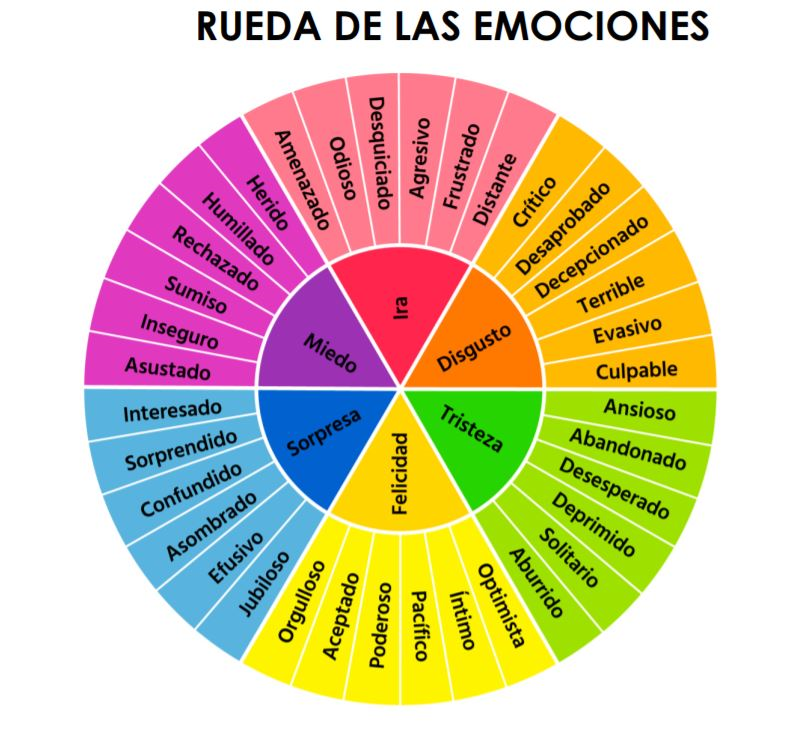 RUEDA DE LAS EMOCIONES
Ira
Amenazado
Odioso
Desquiciado
Agresivo
Frustrado
Distante
Disgusto
Crítico
Desaprobado
Decepcionado
Terrible
Evasivo
Culpable
Tristeza
Ansioso
Abandonado
Desesperado
Deprimido
Solitario
Aburrido
Felicidad
Optimista
Íntimo
Pacífico
Poderoso
Aceptado
Orgulloso
Sorpresa
Jubiloso
Efusivo
Asombrado
Confundido
Sorprendido
Interesado
Miedo
Asustado
Inseguro
Sumiso
Rechazado
Humillado
Herido